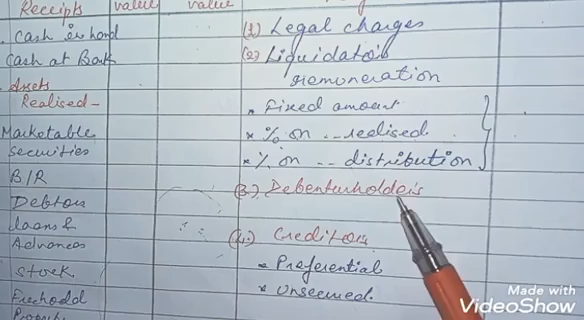 Receipts value value
. Cash in hand
Cash at Bank
. Assets
Realised -
Marketable
securities
B/R
Debtors
Loans &
Advances
Stock
Freehold
Property
(1) Legal charges
(2) Liquidator's
remuneration
* Fixed amount
* % on .. realised.
* % on .. distribution
(3.) Debentureholders
(4.) Creditors
* Preferential
* Unsecured.
Made with
VideoShow